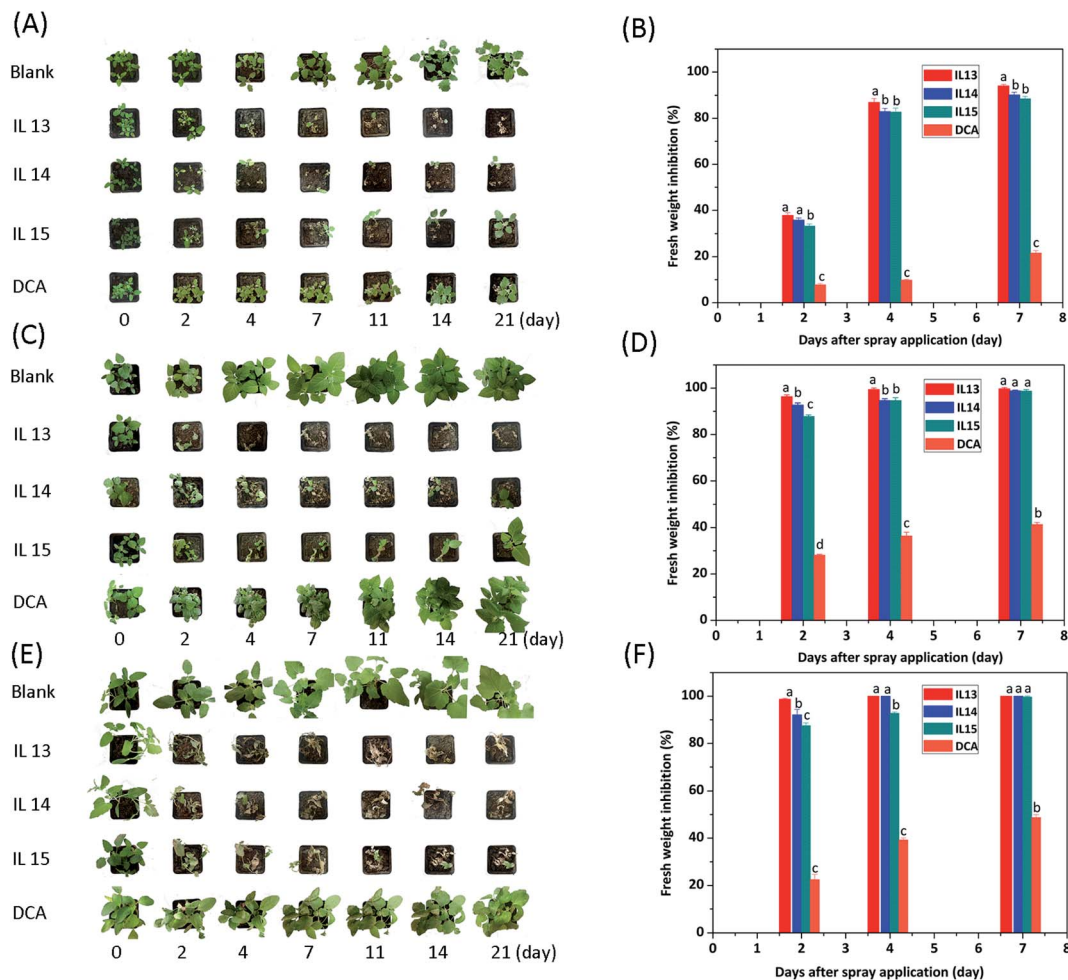 (A)
Blank
IL 13
IL 14
IL 15
DCA
0 2 4 7 11 14 21 (day)
(B)
Fresh weight inhibition (%)
100
80
60
40
20
0
IL13
IL14
IL15
DCA
a a b c
a b b c
a b b c
0 1 2 3 4 5 6 7 8
Days after spray application (day)
(C)
Blank
IL 13
IL 14
IL 15
DCA
0 2 4 7 11 14 21 (day)
(D)
Fresh weight inhibition (%)
100
80
60
40
20
0
IL13
IL14
IL15
DCA
a b c d
a b b c
a a a b
0 1 2 3 4 5 6 7 8
Days after spray application (day)
(E)
Blank
IL 13
IL 14
IL 15
DCA
0 2 4 7 11 14 21 (day)
(F)
Fresh weight inhibition (%)
100
80
60
40
20
0
IL13
IL14
IL15
DCA
a b c
a a b c
a a a b
0 1 2 3 4 5 6 7 8
Days after spray application (day)